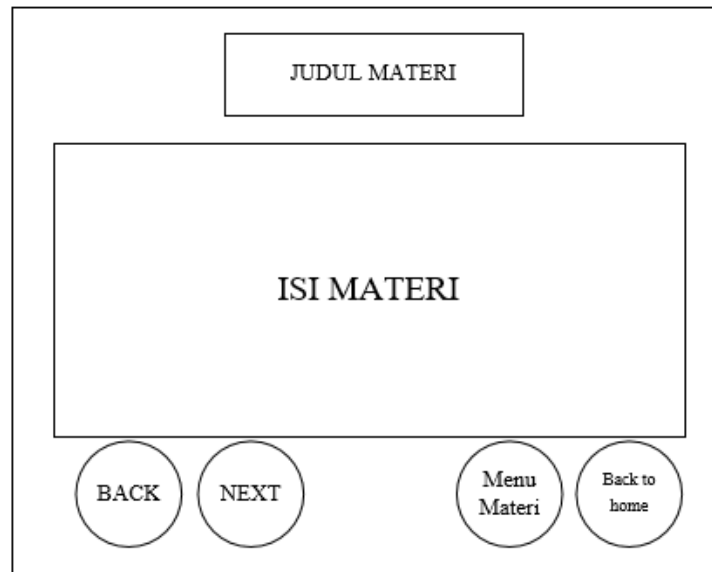 JUDUL MATERI
ISI MATERI
BACK
NEXT
Menu
Materi
Back to
home